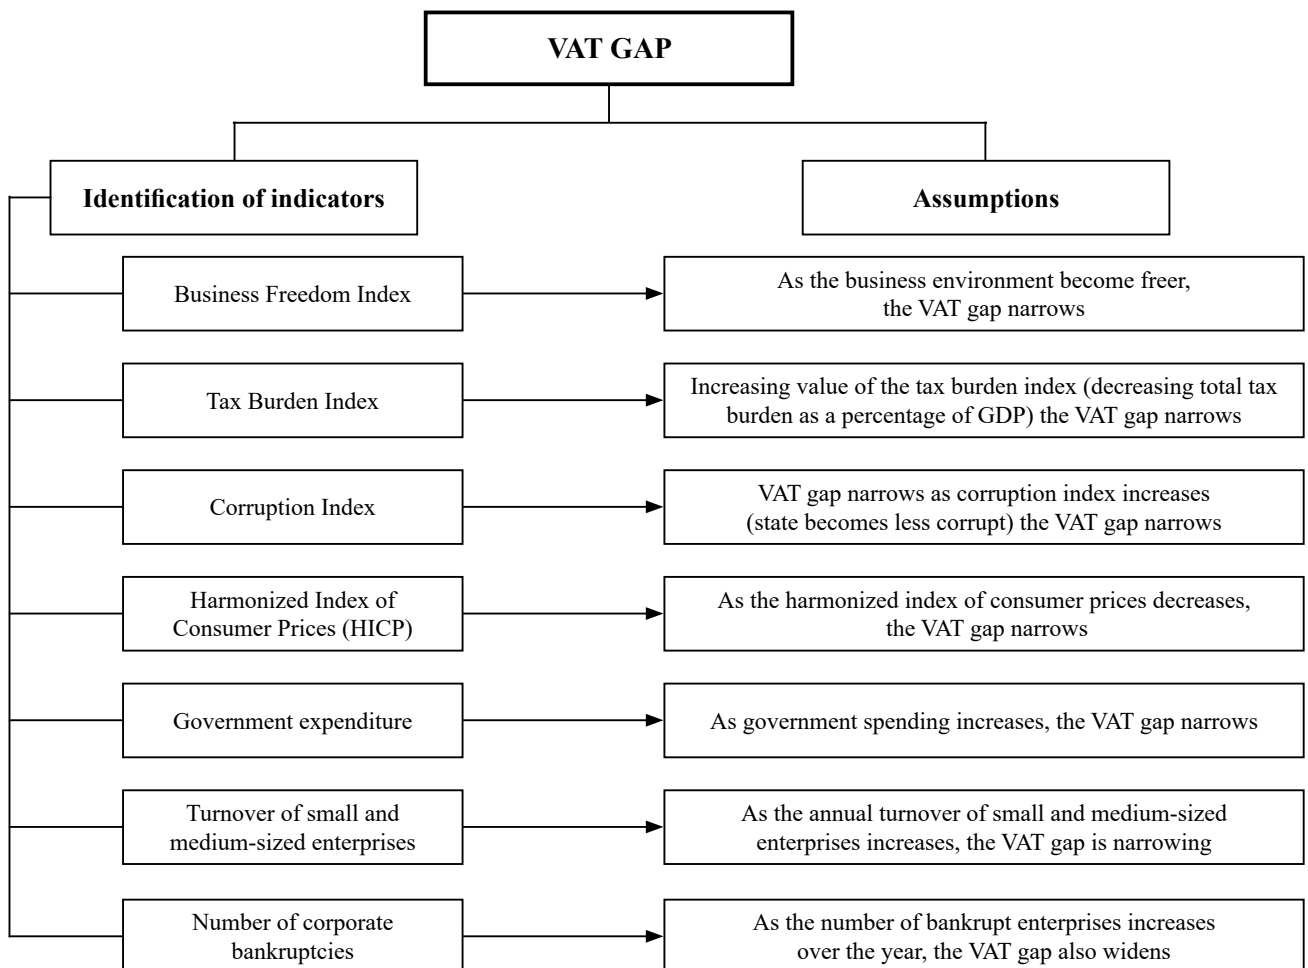 VAT GAP
Identification of indicators
Assumptions
Business Freedom Index
As the business environment become freer,
the VAT gap narrows
Tax Burden Index
Increasing value of the tax burden index (decreasing total tax
burden as a percentage of GDP) the VAT gap narrows
Corruption Index
VAT gap narrows as corruption index increases
(state becomes less corrupt) the VAT gap narrows
Harmonized Index of
Consumer Prices (HICP)
As the harmonized index of consumer prices decreases,
the VAT gap narrows
Government expenditure
As government spending increases, the VAT gap narrows
Turnover of small and
medium-sized enterprises
As the annual turnover of small and medium-sized
enterprises increases, the VAT gap is narrowing
Number of corporate
bankruptcies
As the number of bankrupt enterprises increases
over the year, the VAT gap also widens